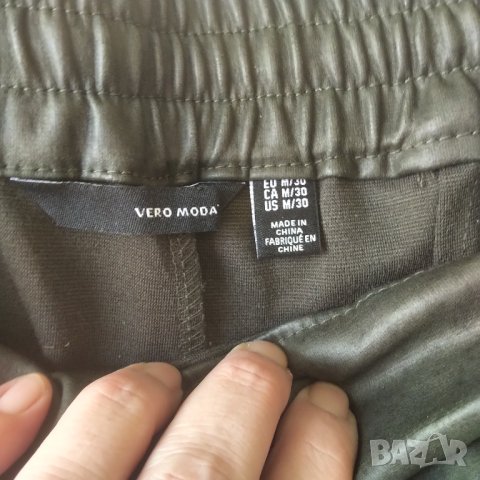 VERO MODA
EU M/30
CA M/30
US M/30
MADE IN
CHINA
FABRIQUÉ EN
CHINE
BAZAR